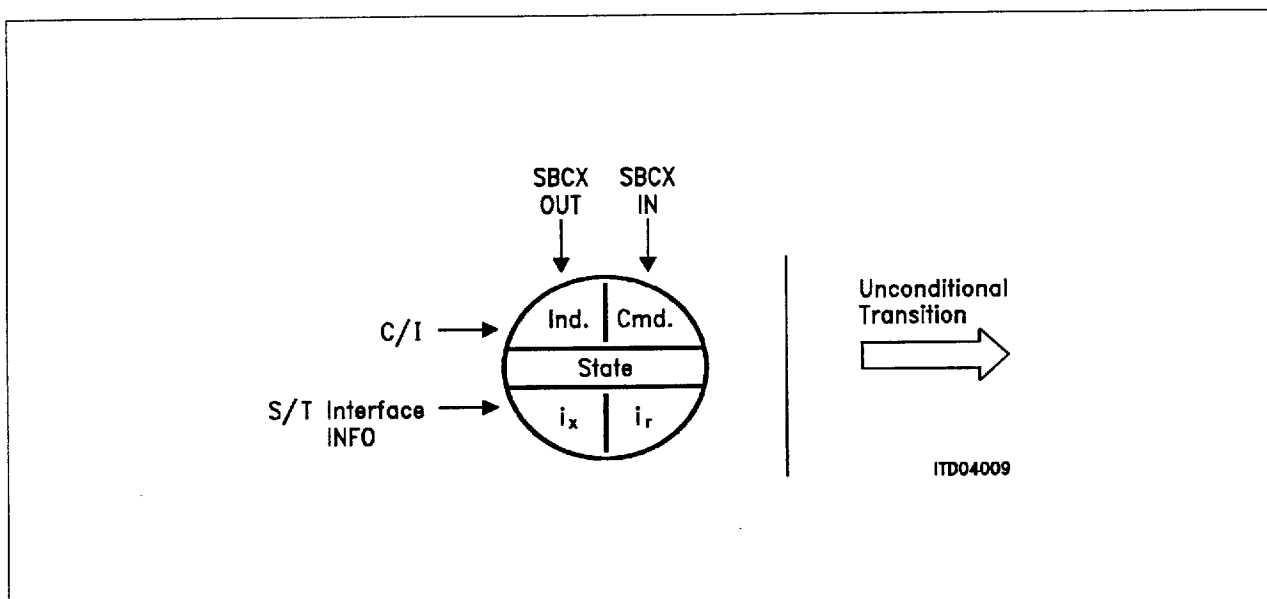 SBCX SBCX
OUT IN
Unconditional
Transition
C/I
Ind. Cmd.
State
S/T Interface
INFO
iₓ iᵣ
ITD04009